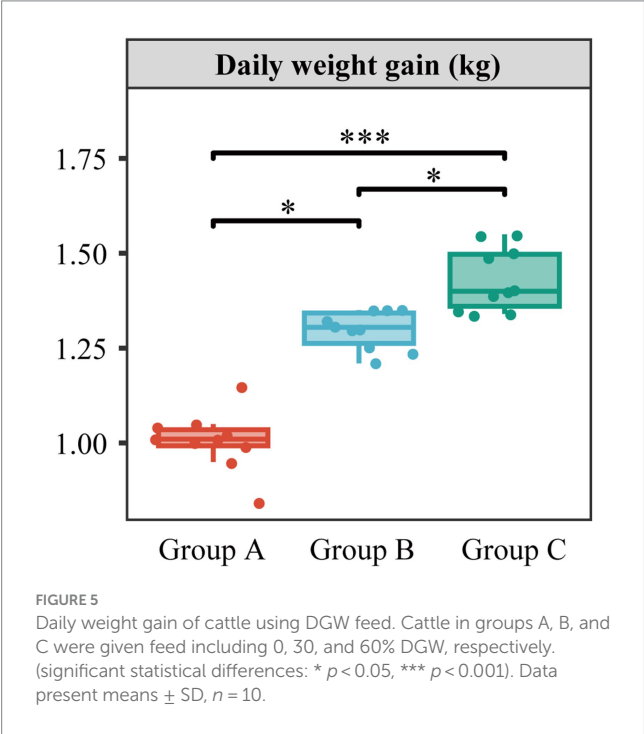 Daily weight gain (kg)
***
1.75
*
*
1.50
1.25
1.00
Group A Group B Group C
FIGURE 5
Daily weight gain of cattle using DGW feed. Cattle in groups A, B, and
C were given feed including 0, 30, and 60% DGW, respectively.
(significant statistical differences: * p < 0.05, *** p < 0.001). Data
present means ± SD, n = 10.